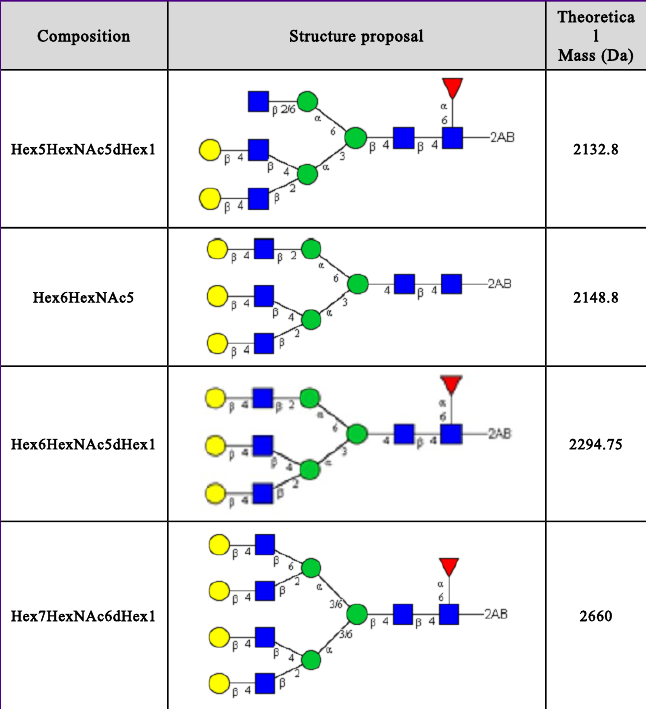 Composition
Structure proposal
Theoretica
l
Mass (Da)
Hex5HexNAc5dHex1
β 2/6 α 6
β 4 β 4 α 3
β 4 β 2
β 4 β 4
α 6
2AB
2132.8
Hex6HexNAc5
β 4 β 2 α 6
β 4 β 4 α 3
β 4 β 2
4 β 4
2AB
2148.8
Hex6HexNAc5dHex1
β 4 β 2 α 6
β 4 β 4 α 3
β 4 β 2
4 β 4
α 6
2AB
2294.75
Hex7HexNAc6dHex1
β 4 β 6
β 4 β 2 α 3/6
β 4 β 4 α 3/6
β 4 β 2
β 4 β 4
α 6
2AB
2660